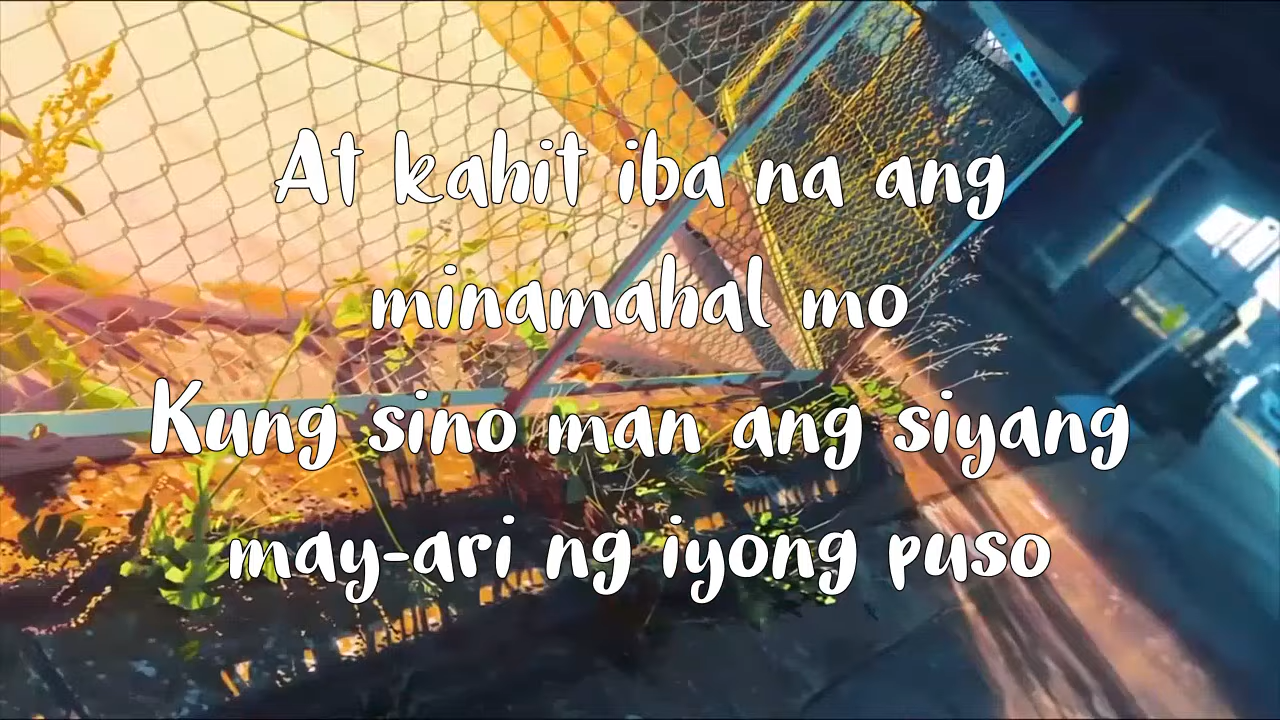 At kahit iba na ang
minamahal mo
Kung sino man ang siyang
may-ari ng iyong puso